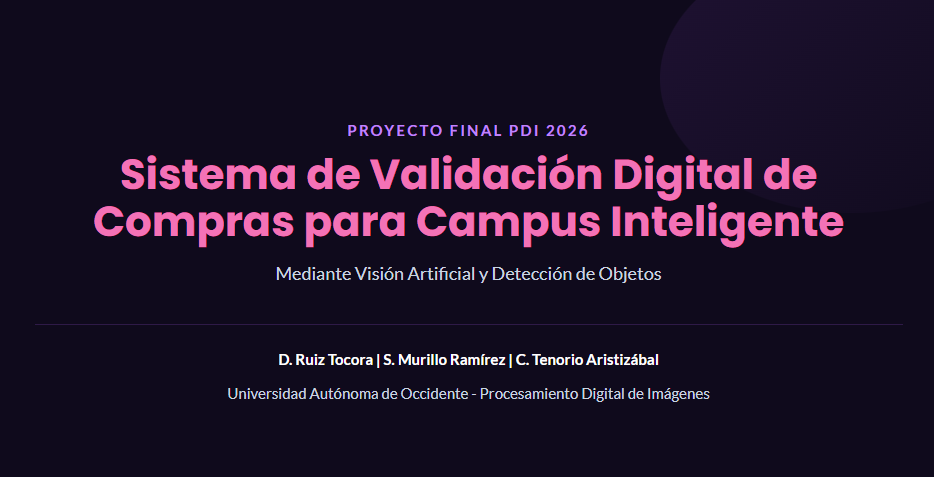 PROYECTO FINAL PDI 2026
Sistema de Validación Digital de
Compras para Campus Inteligente
Mediante Visión Artificial y Detección de Objetos
D. Ruiz Tocora | S. Murillo Ramírez | C. Tenorio Aristizábal
Universidad Autónoma de Occidente - Procesamiento Digital de Imágenes